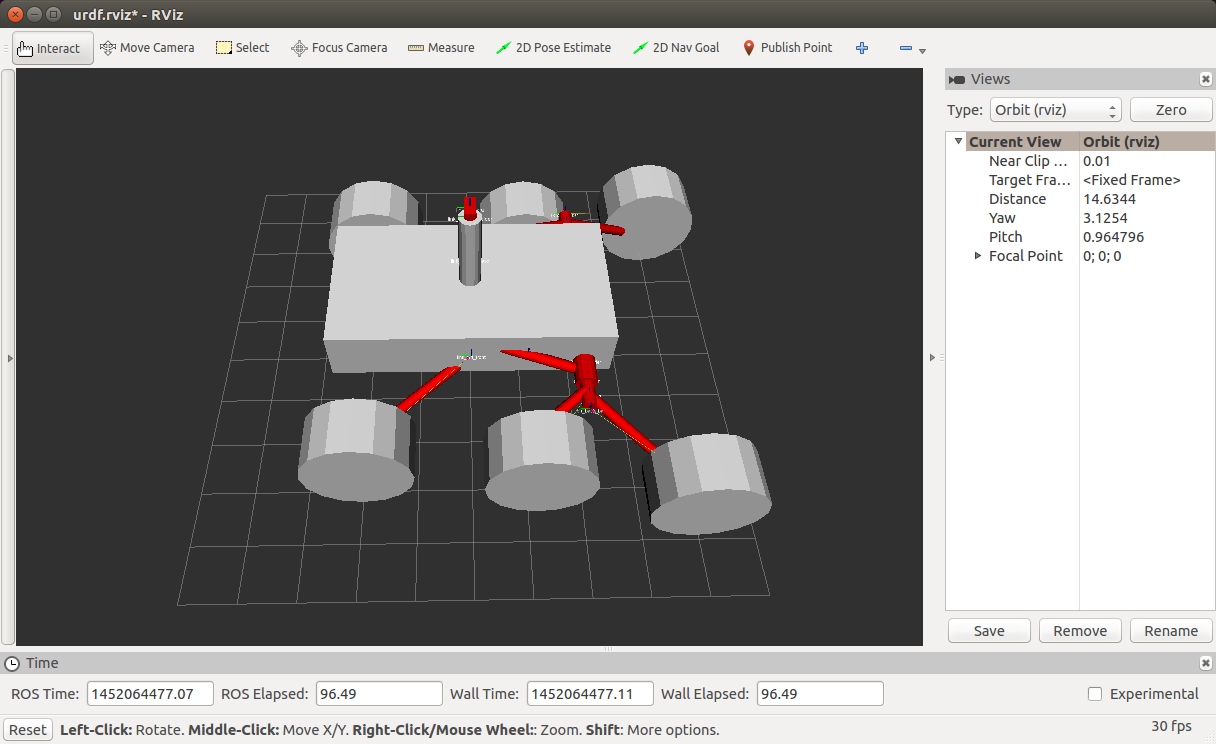 urdf.rviz* - RViz
Interact Move Camera Select Focus Camera Measure 2D Pose Estimate 2D Nav Goal Publish Point
Views
Type: Orbit (rviz) Zero
Current View Orbit (rviz)
Near Clip ... 0.01
Target Fra... <Fixed Frame>
Distance 14.6344
Yaw 3.1254
Pitch 0.964796
Focal Point 0; 0; 0
Save Remove Rename
Time
ROS Time: 1452064477.07 ROS Elapsed: 96.49 Wall Time: 1452064477.11 Wall Elapsed: 96.49 Experimental
Reset Left-Click: Rotate. Middle-Click: Move X/Y. Right-Click/Mouse Wheel:: Zoom. Shift: More options. 30 fps